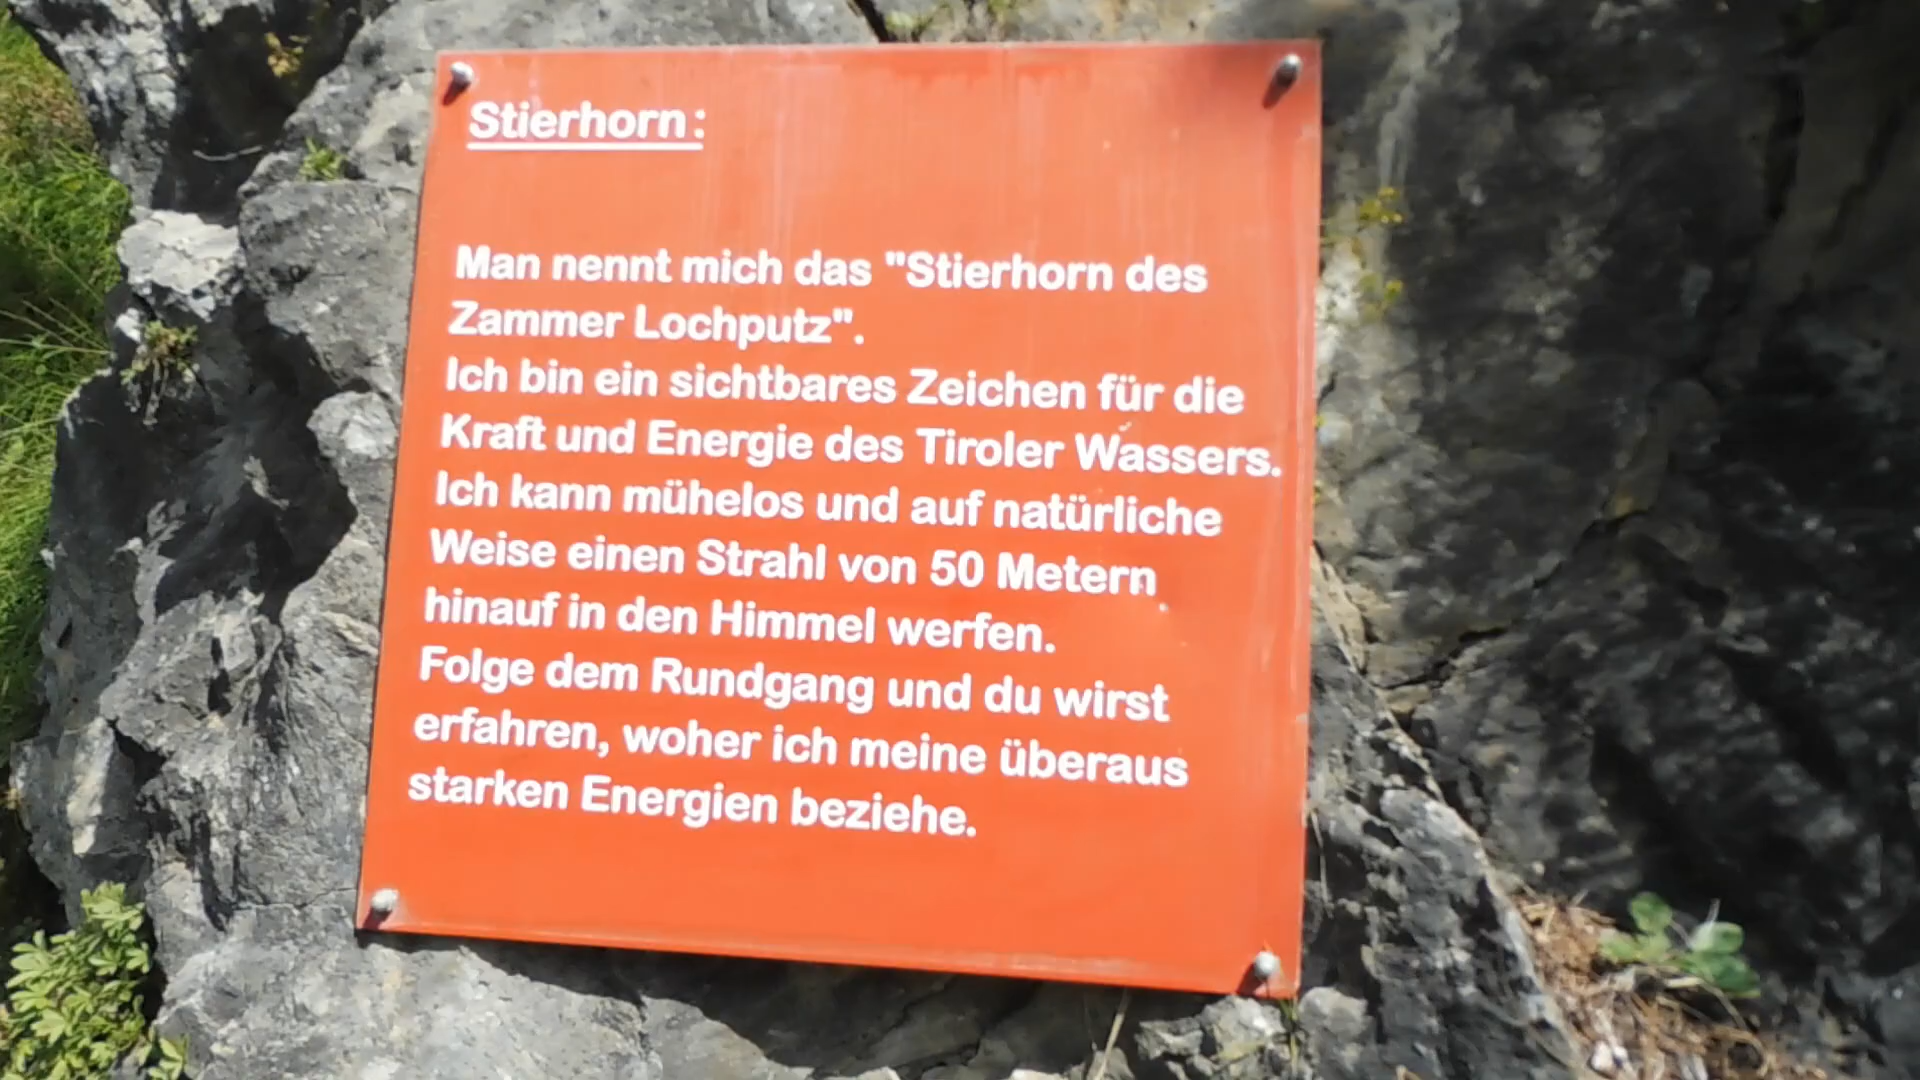 Stierhorn:
Man nennt mich das "Stierhorn des
Zammer Lochputz".
Ich bin ein sichtbares Zeichen für die
Kraft und Energie des Tiroler Wassers.
Ich kann mühelos und auf natürliche
Weise einen Strahl von 50 Metern
hinauf in den Himmel werfen.
Folge dem Rundgang und du wirst
erfahren, woher ich meine überaus
starken Energien beziehe.